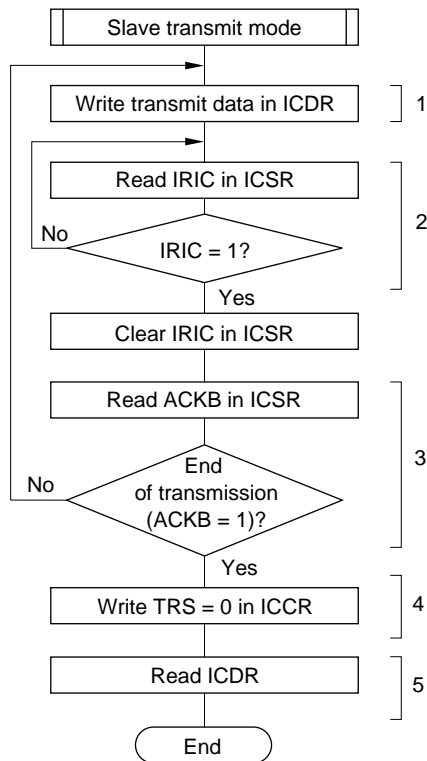 Slave transmit mode
Write transmit data in ICDR
1
Read IRIC in ICSR
2
No
IRIC = 1?
Yes
Clear IRIC in ICSR
Read ACKB in ICSR
3
No
End
of transmission
(ACKB = 1)?
Yes
Write TRS = 0 in ICCR
4
Read ICDR
5
End